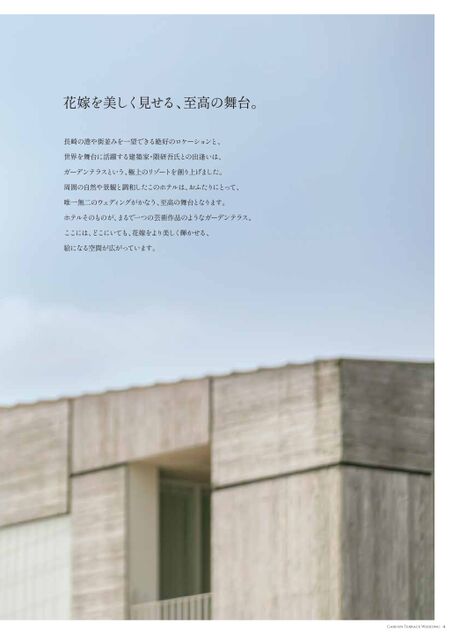 花嫁を美しく見せる、至高の舞台。
長崎の港や街並みを一望できる絶好のロケーションと、
世界を舞台に活躍する建築家・隈研吾氏との出逢いは、
ガーデンテラスという、極上のリゾートを創り上げました。
周囲の自然や景観と調和したこのホテルは、おふたりにとって、
唯一無二のウェディングがかなう、至高の舞台となります。
ホテルそのものが、まるで一つの芸術作品のようなガーデンテラス。
ここには、どこにいても、花嫁をより美しく輝かせる、
絵になる空間が広がっています。
Garden Terrace Wedding